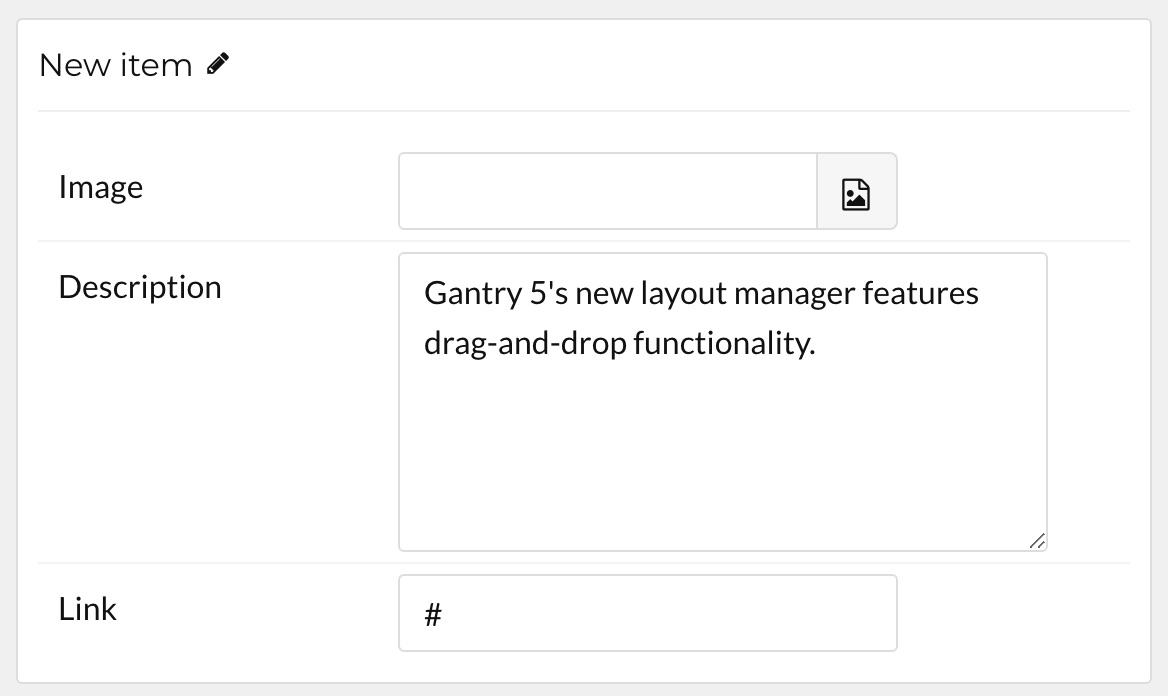 New item
Image
Description
Gantry 5's new layout manager features
drag-and-drop functionality.
Link
#